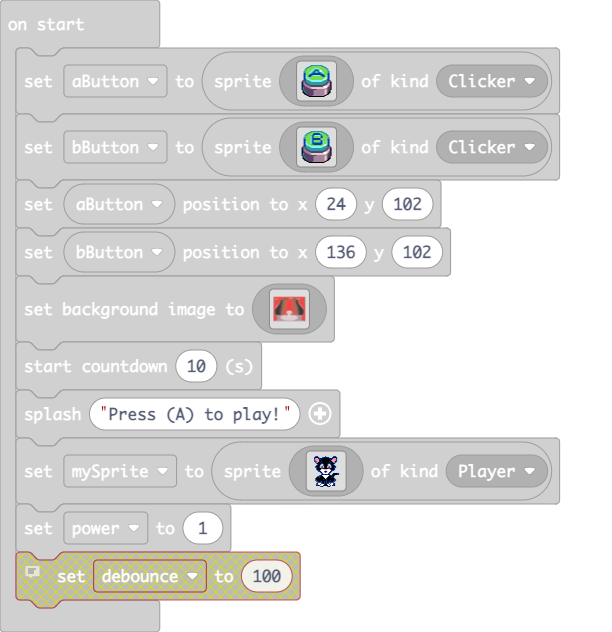 on start
set aButton to sprite A of kind Clicker
set bButton to sprite B of kind Clicker
set aButton position to x 24 y 102
set bButton position to x 136 y 102
set background image to
start countdown 10 (s)
splash "Press (A) to play!"
set mySprite to sprite of kind Player
set power to 1
set debounce to 100